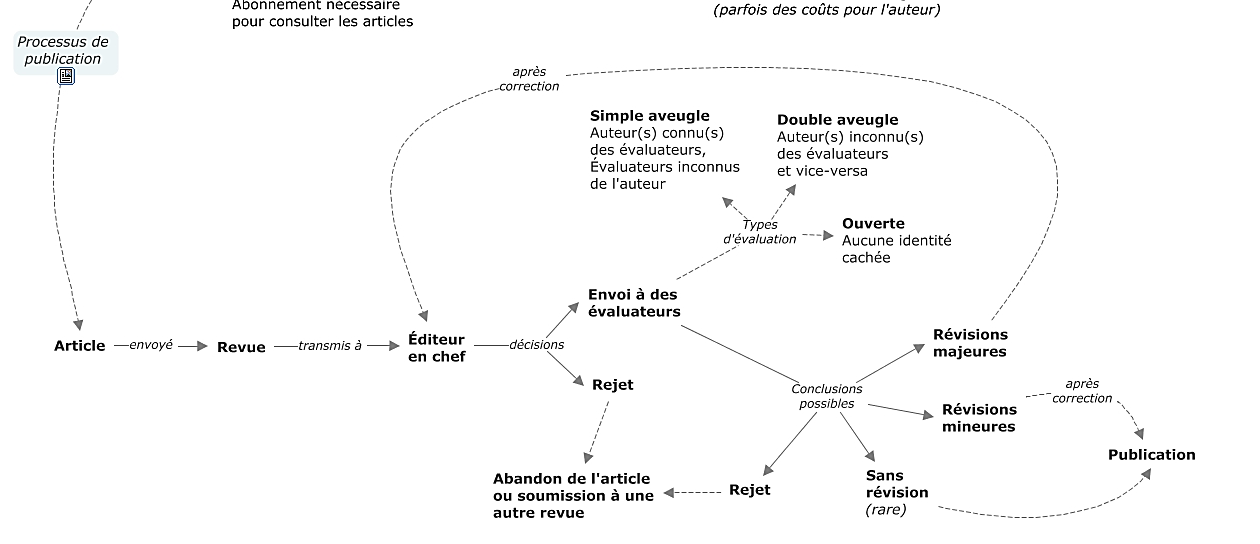 Abonnement nécessaire
pour consulter les articles
(parfois des coûts pour l'auteur)
Processus de
publication
après
correction
Simple aveugle
Auteur(s) connu(s)
des évaluateurs,
Évaluateurs inconnus
de l'auteur
Double aveugle
Auteur(s) inconnu(s)
des évaluateurs
et vice-versa
Types
d'évaluation
Ouverte
Aucune identité
cachée
Envoi à des
évaluateurs
Article
envoyé
Revue
transmis à
Éditeur
en chef
décisions
Révisions
majeures
Rejet
Conclusions
possibles
Révisions
mineures
après
correction
Publication
Abandon de l'article
ou soumission à une
autre revue
Rejet
Sans
révision
(rare)